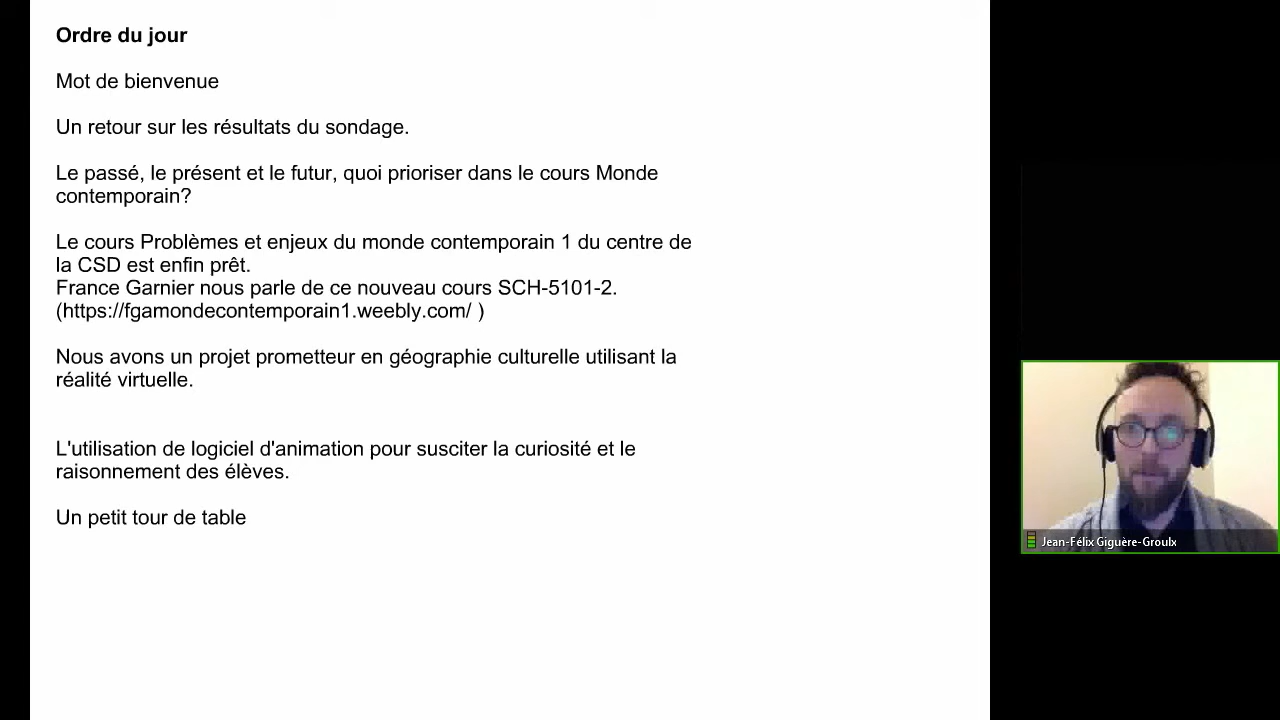 Ordre du jour
Mot de bienvenue
Un retour sur les résultats du sondage.
Le passé, le présent et le futur, quoi prioriser dans le cours Monde
contemporain?
Le cours Problèmes et enjeux du monde contemporain 1 du centre de
la CSD est enfin prêt.
France Garnier nous parle de ce nouveau cours SCH-5101-2.
(https://fgamondecontemporain1.weebly.com/ )
Nous avons un projet prometteur en géographie culturelle utilisant la
réalité virtuelle.
L'utilisation de logiciel d'animation pour susciter la curiosité et le
raisonnement des élèves.
Un petit tour de table
Jean-Félix Giguère-Groulx